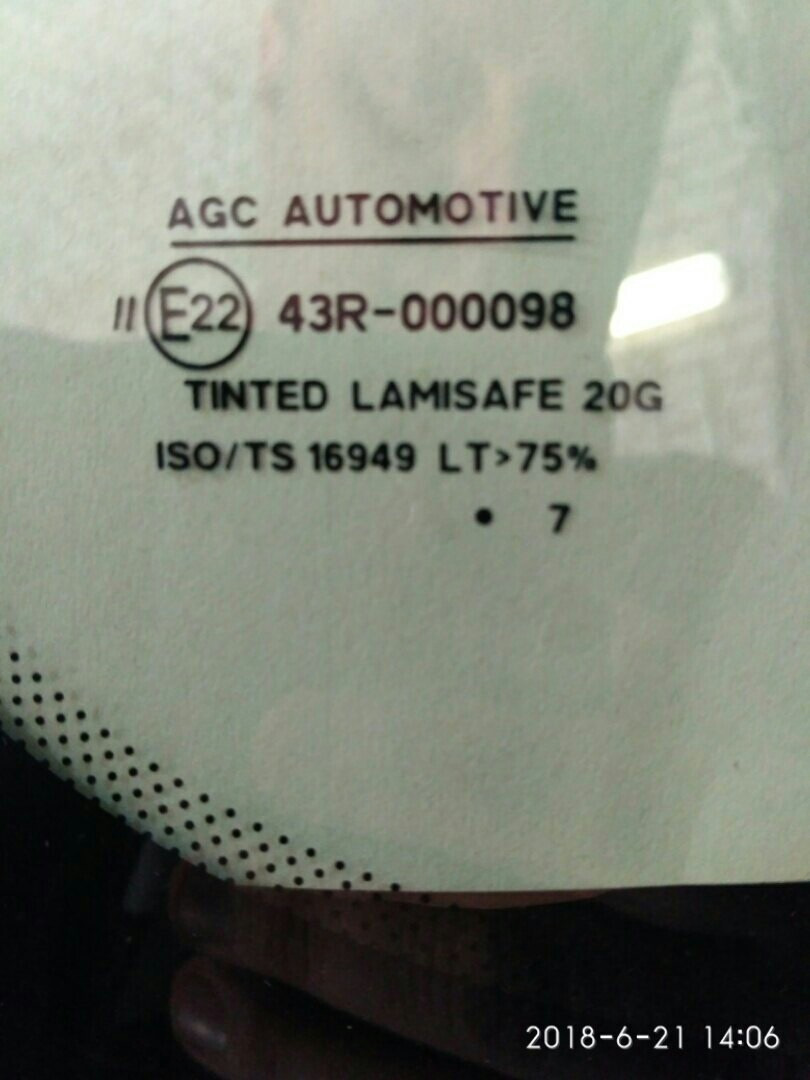 AGC AUTOMOTIVE
II E22 43R-000098
TINTED LAMISAFE 20G
ISO/TS 16949 LT>75%
• 7
2018-6-21 14:06